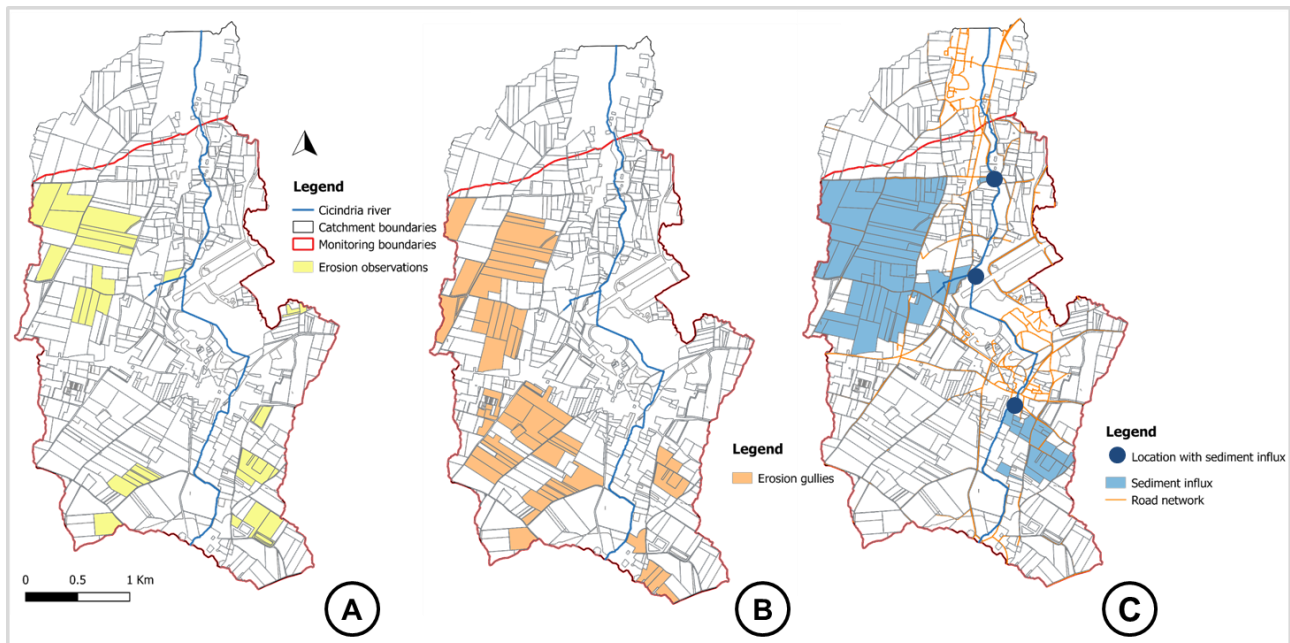 Legend
Cicindria river
Catchment boundaries
Monitoring boundaries
Erosion observations
0 0.5 1 Km
A
Legend
Erosion gullies
B
Legend
Location with sediment influx
Sediment influx
Road network
C